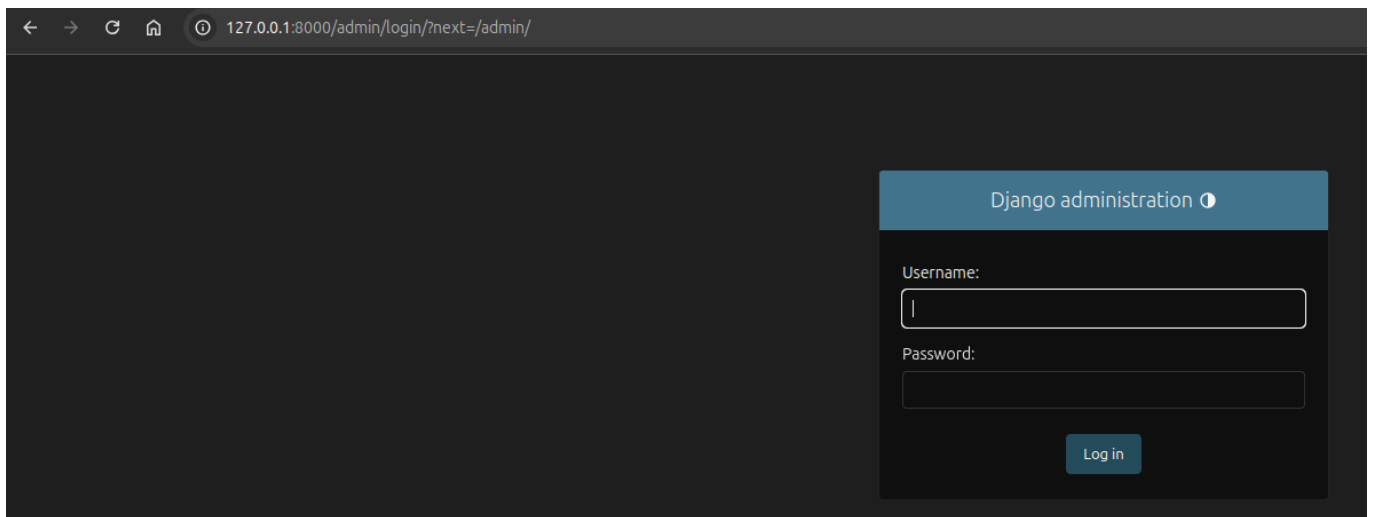 127.0.0.1:8000/admin/login/?next=/admin/
Django administration
Username:
Password:
Log in